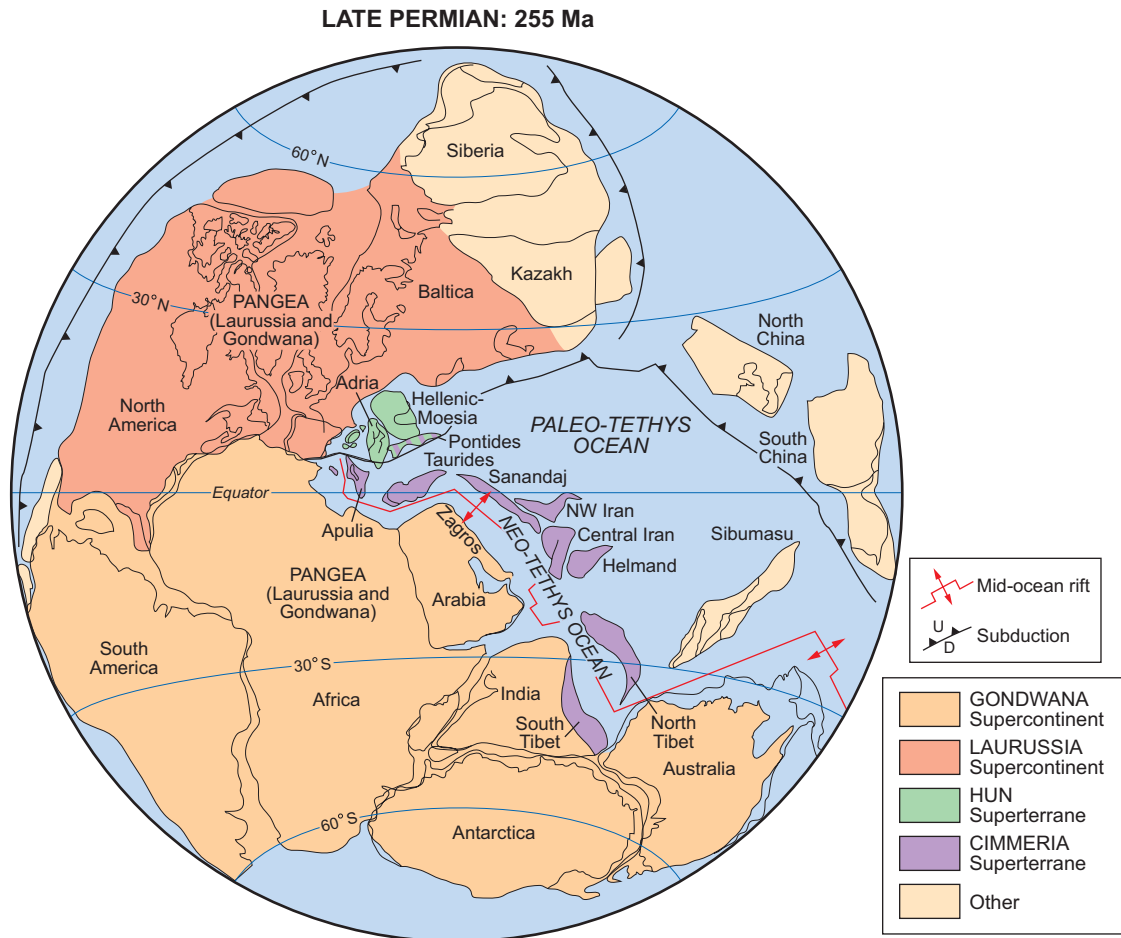 LATE PERMIAN: 255 Ma
60°N
Siberia
Kazakh
30°N
Baltica
PANGEA
(Laurussia and
Gondwana)
North
China
Adria
North
America
Hellenic-
Moesia
PALEO-TETHYS
OCEAN
South
China
Pontides
Taurides
Sanandaj
Equator
NW Iran
Apulia
Zagros
Central Iran
Sibumasu
Helmand
NEO-TETHYS OCEAN
PANGEA
(Laurussia and
Gondwana)
Arabia
South
America
30°S
Africa
India
South
Tibet
North
Tibet
Australia
60°S
Antarctica
Mid-ocean rift
U
D
Subduction
GONDWANA
Supercontinent
LAURUSSIA
Supercontinent
HUN
Superterrane
CIMMERIA
Superterrane
Other